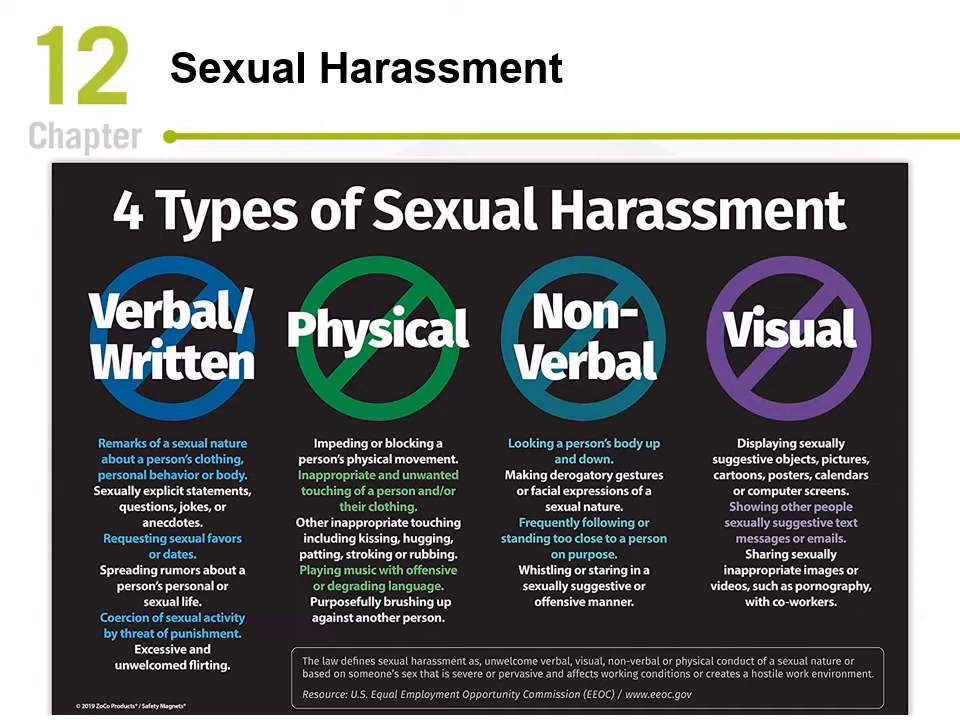 12
Chapter
Sexual Harassment
4 Types of Sexual Harassment
Verbal/
Written
Remarks of a sexual nature
about a person's clothing,
personal behavior or body.
Sexually explicit statements,
questions, jokes, or
anecdotes.
Requesting sexual favors
or dates.
Spreading rumors about a
person's personal or
sexual life.
Coercion of sexual activity
by threat of punishment.
Excessive and
unwelcomed flirting.
Physical
Impeding or blocking a
person's physical movement.
Inappropriate and unwanted
touching of a person and/or
their clothing.
Other inappropriate touching
including kissing, hugging,
patting, stroking or rubbing.
Playing music with offensive
or degrading language.
Purposefully brushing up
against another person.
Non-
Verbal
Looking a person's body up
and down.
Making derogatory gestures
or facial expressions of a
sexual nature.
Frequently following or
standing too close to a person
on purpose.
Whistling or staring in a
sexually suggestive or
offensive manner.
Visual
Displaying sexually
suggestive objects, pictures,
cartoons, posters, calendars
or computer screens.
Showing other people
sexually suggestive text
messages or emails.
Sharing sexually
inappropriate images or
videos, such as pornography,
with co-workers.
The law defines sexual harassment as, unwelcome verbal, visual, non-verbal or physical conduct of a sexual nature or
based on someone's sex that is severe or pervasive and affects working conditions or creates a hostile work environment.
Resource: U.S. Equal Employment Opportunity Commission (EEOC) / www.eeoc.gov
© 2019 ZoCo Products® / Safety Magnets®